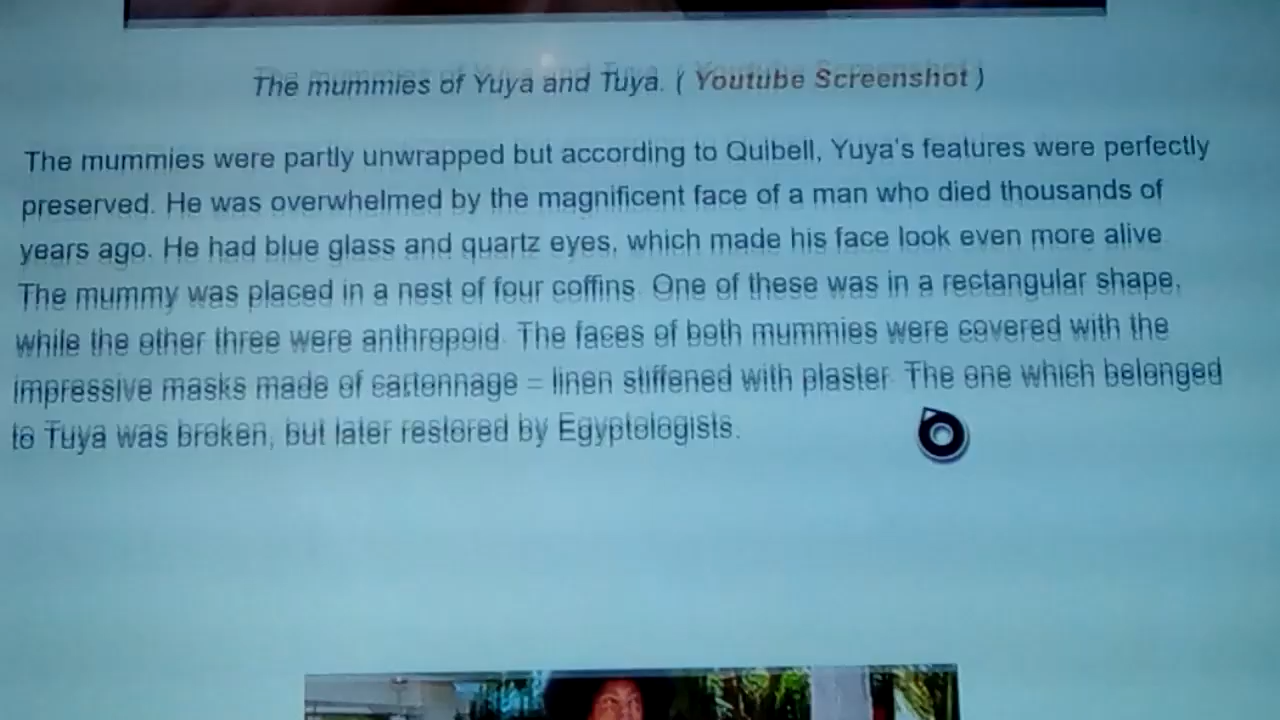 The mummies of Yuya and Tuya. ( Youtube Screenshot )
The mummies were partly unwrapped but according to Quibell, Yuya's features were perfectly
preserved. He was overwhelmed by the magnificent face of a man who died thousands of
years ago. He had blue glass and quartz eyes, which made his face look even more alive
The mummy was placed in a nest of four coffins. One of these was in a rectangular shape,
while the other three were anthropoid. The faces of both mummies were covered with the
impressive masks made of cartonnage – linen stiffened with plaster. The one which belonged
to Tuya was broken, but later restored by Egyptologists.